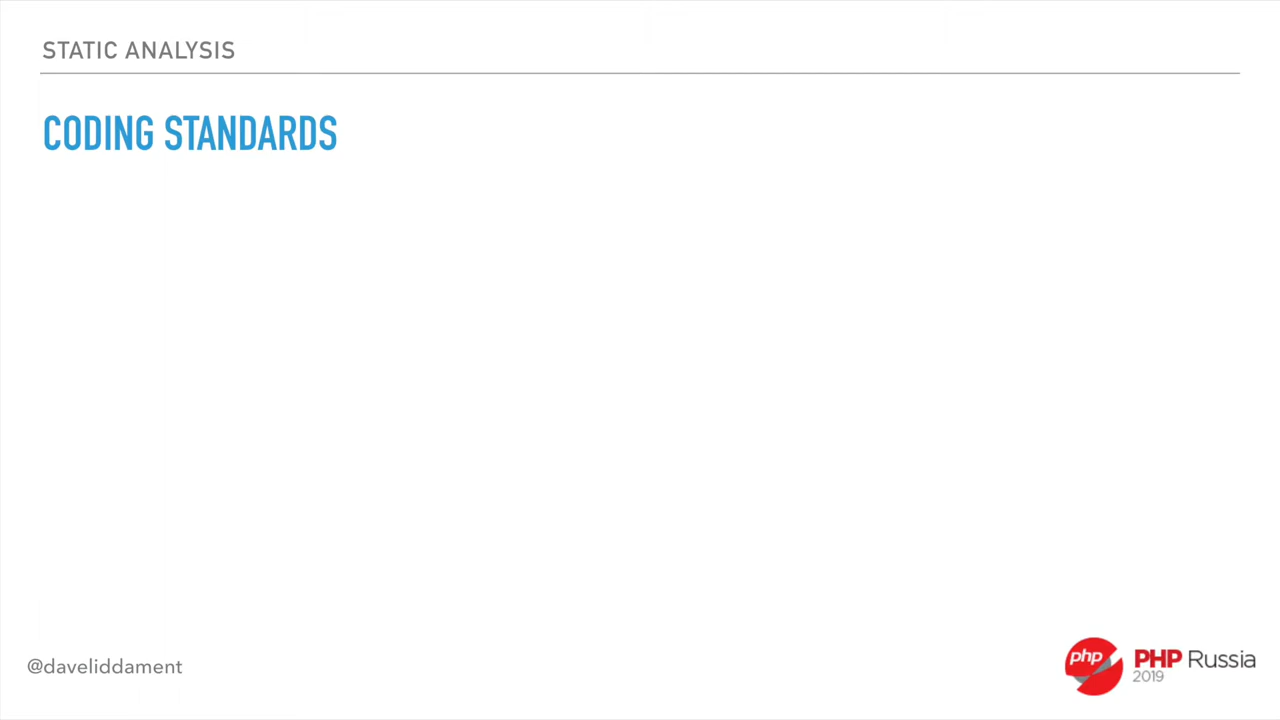 STATIC ANALYSIS
CODING STANDARDS
@daveliddament
php
PHP Russia
2019